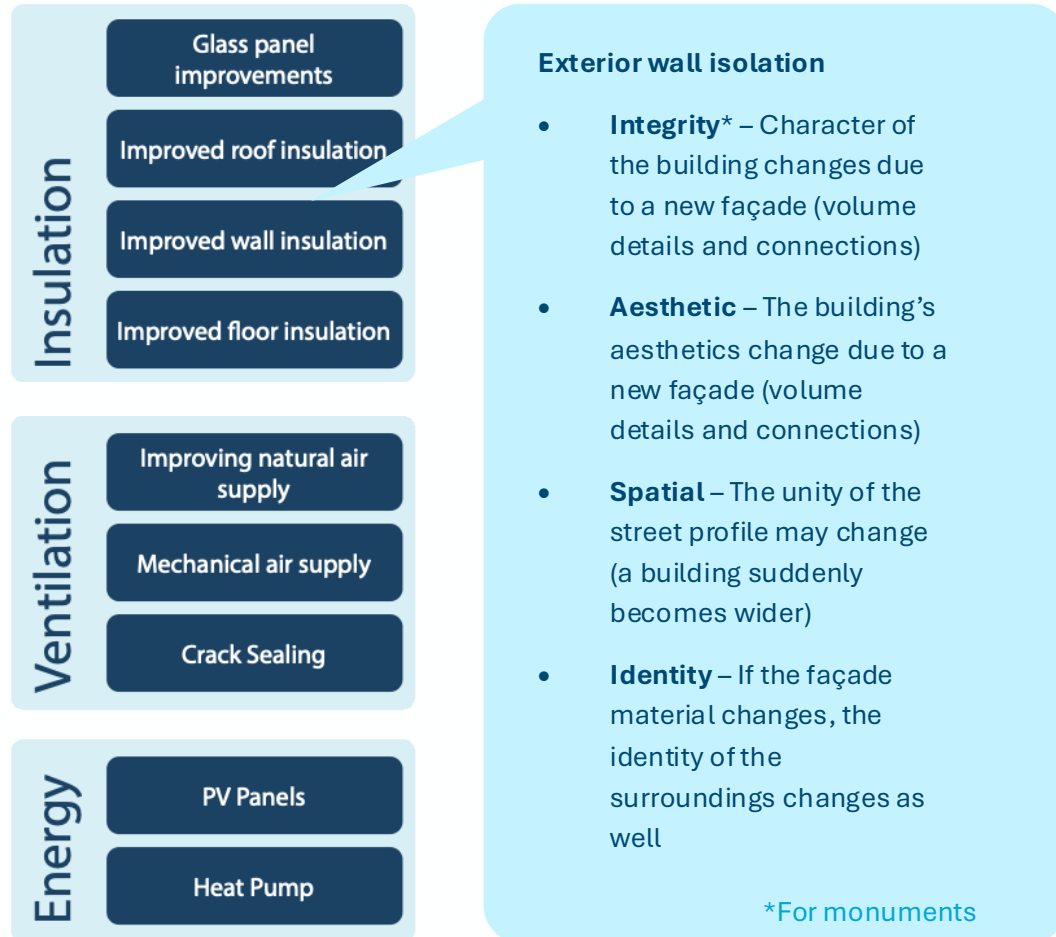 Insulation
Glass panel
improvements
Improved roof insulation
Improved wall insulation
Improved floor insulation
Ventilation
Improving natural air
supply
Mechanical air supply
Crack Sealing
Energy
PV Panels
Heat Pump
Exterior wall isolation
• Integrity* – Character of
the building changes due
to a new façade (volume
details and connections)
• Aesthetic – The building’s
aesthetics change due to a
new façade (volume
details and connections)
• Spatial – The unity of the
street profile may change
(a building suddenly
becomes wider)
• Identity – If the façade
material changes, the
identity of the
surroundings changes as
well
*For monuments